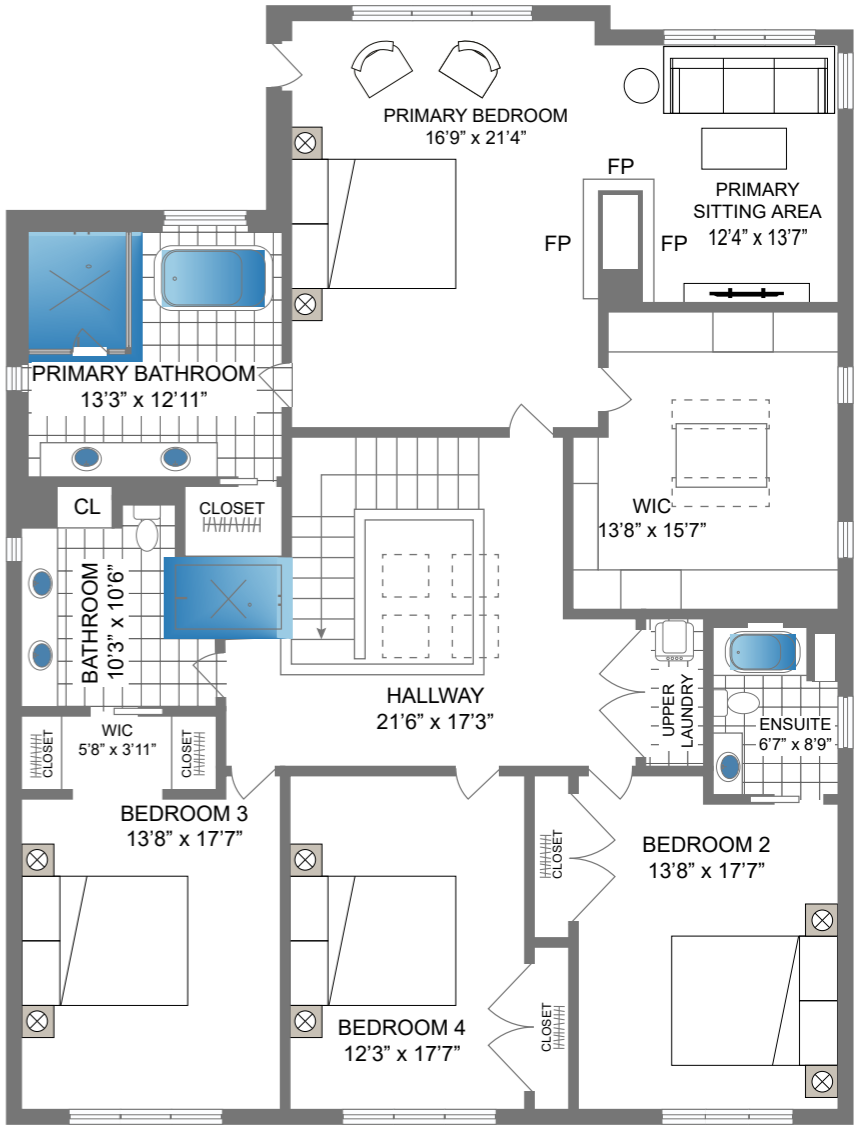 PRIMARY BEDROOM
16’9” x 21’4”
FP
FP
FP
PRIMARY
SITTING AREA
12’4” x 13’7”
PRIMARY BATHROOM
13’3” x 12’11”
CL
CLOSET
WIC
13’8” x 15’7”
BATHROOM
10’3” x 10’6”
HALLWAY
21’6” x 17’3”
UPPER
LAUNDRY
ENSUITE
6’7” x 8’9”
WIC
5’8” x 3’11”
CLOSET
CLOSET
BEDROOM 3
13’8” x 17’7”
CLOSET
BEDROOM 2
13’8” x 17’7”
CLOSET
BEDROOM 4
12’3” x 17’7”